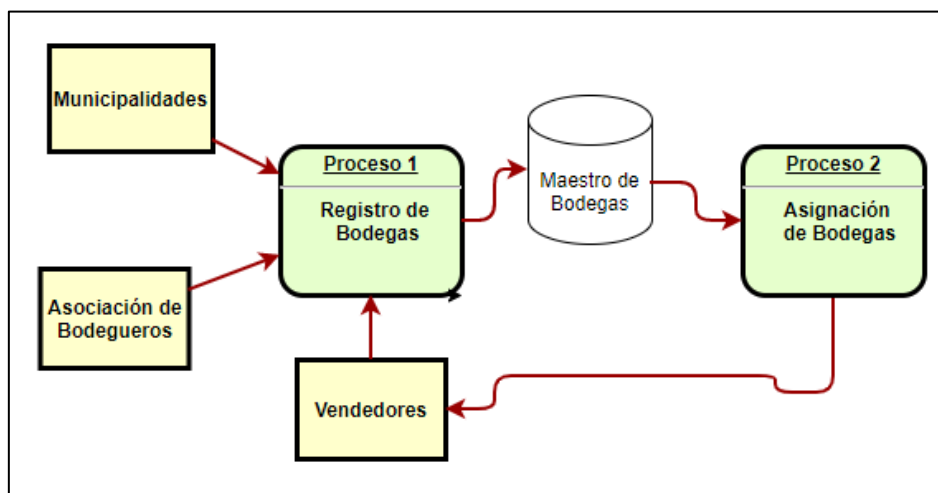 Municipalidades
Proceso 1
Registro de
Bodegas
Maestro de
Bodegas
Proceso 2
Asignación
de Bodegas
Asociación de
Bodegueros
Vendedores